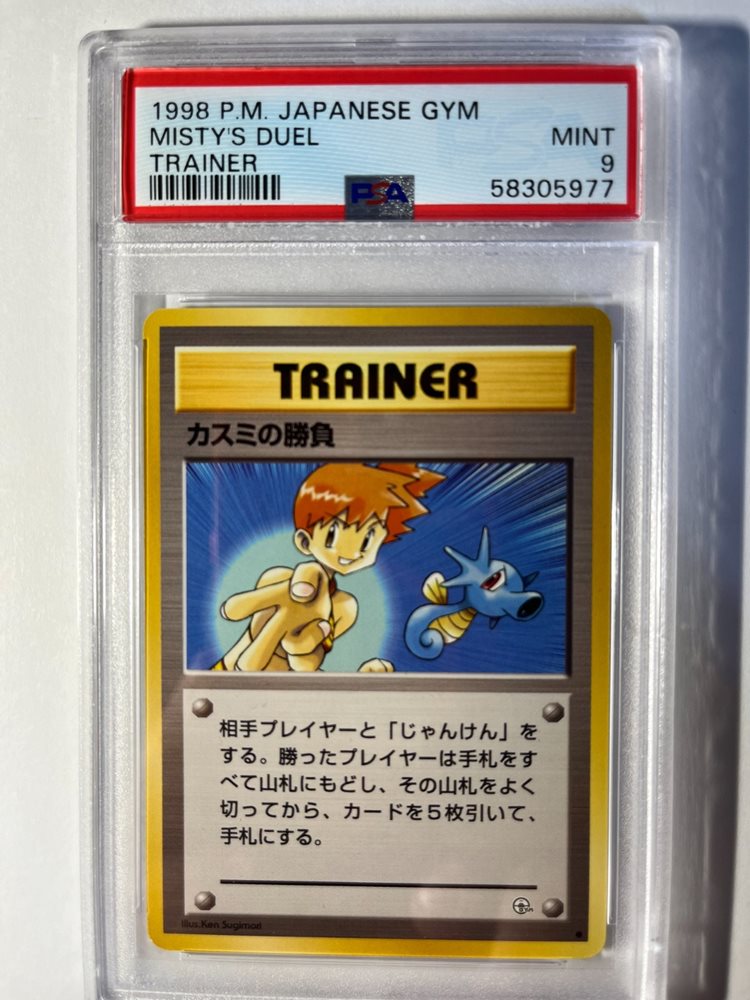 1998 P.M. JAPANESE GYM
MISTY'S DUEL MINT
TRAINER 9
PSA 58305977
TRAINER
カスミの勝負
相手プレイヤーと「じゃんけん」を
する。勝ったプレイヤーは手札をす
べて山札にもどし、その山札をよく
切ってから、カードを5枚引いて、
手札にする。
GYM
Illus. Ken Sugimori